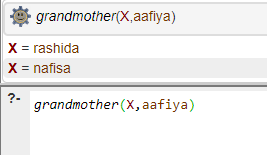 grandmother(X,aafiya)
X = rashida
X = nafisa
?- grandmother(X,aafiya)